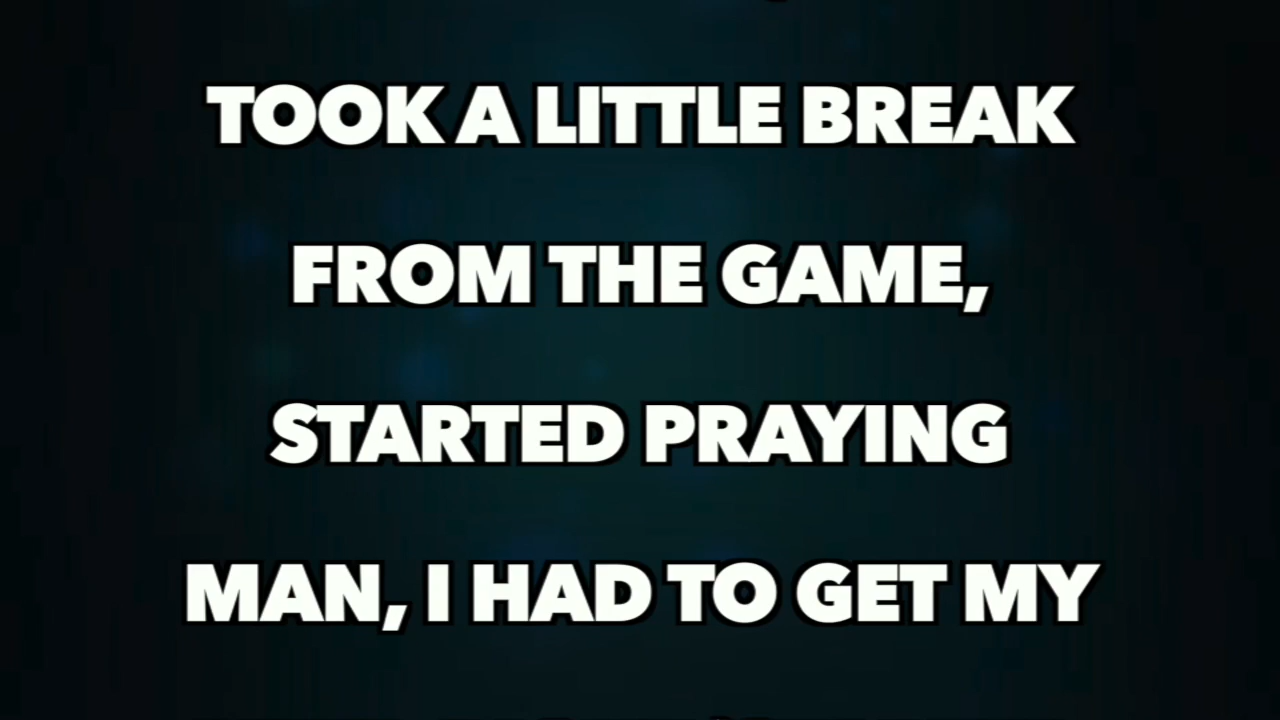 TOOK A LITTLE BREAK
FROM THE GAME,
STARTED PRAYING
MAN, I HAD TO GET MY